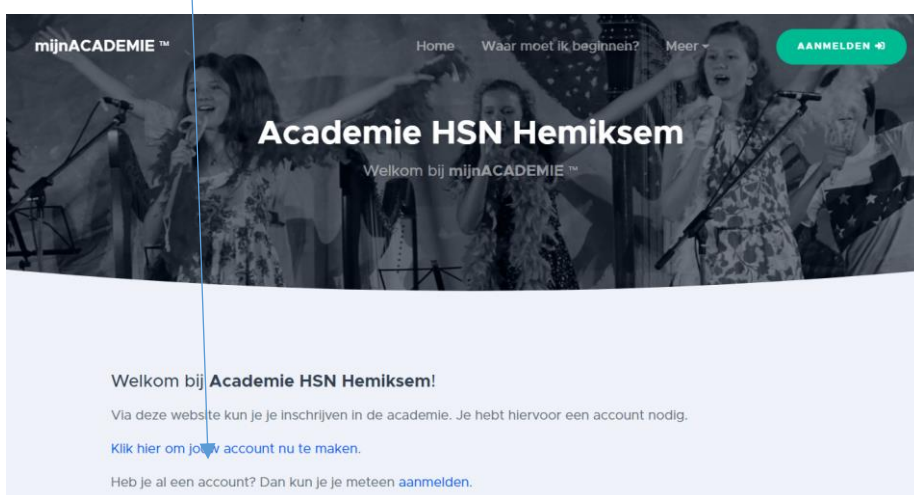 mijnACADEMIE ™ Home Waar moet ik beginnen? Meer AANMELDEN
Academie HSN Hemiksem
Welkom bij mijnACADEMIE ™
Welkom bij Academie HSN Hemiksem!
Via deze website kun je je inschrijven in de academie. Je hebt hiervoor een account nodig.
Klik hier om jouw account nu te maken.
Heb je al een account? Dan kun je je meteen aanmelden.